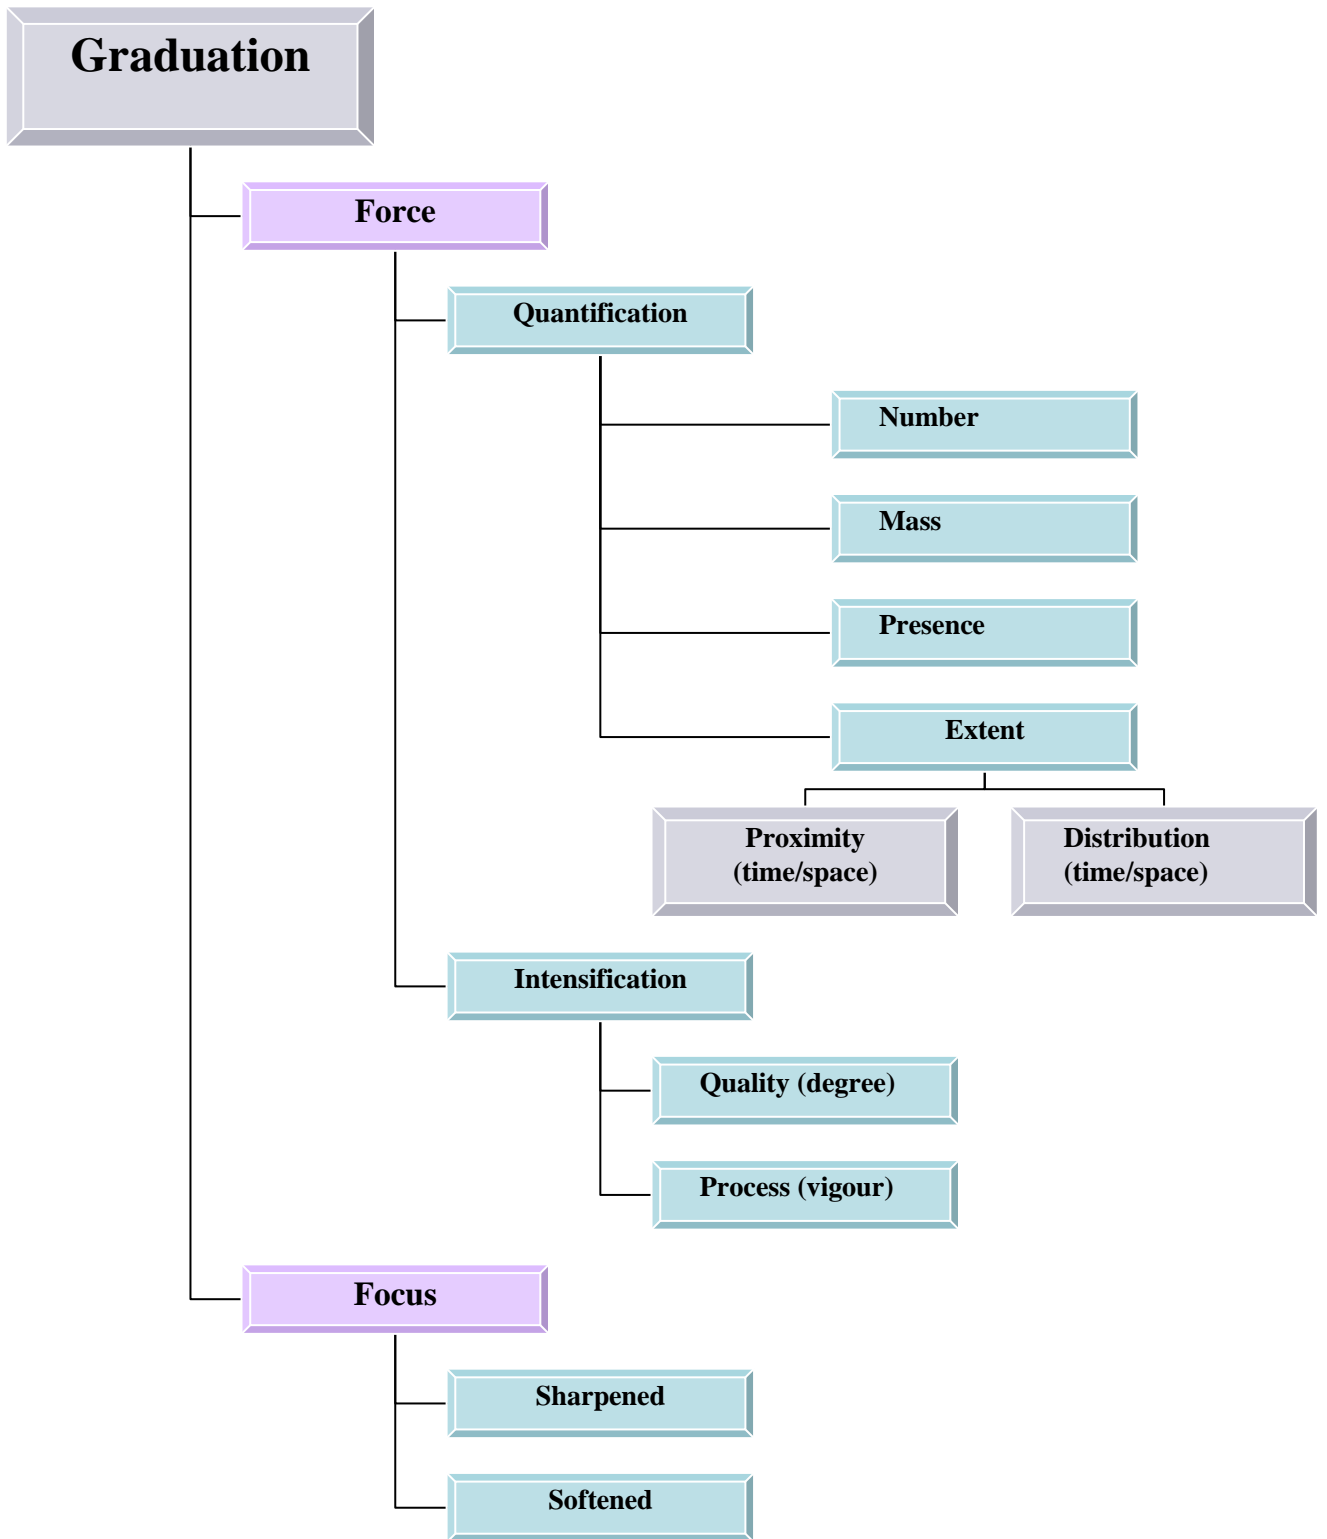 Graduation
Force
Quantification
Number
Mass
Presence
Extent
Proximity
(time/space)
Distribution
(time/space)
Intensification
Quality (degree)
Process (vigour)
Focus
Sharpened
Softened